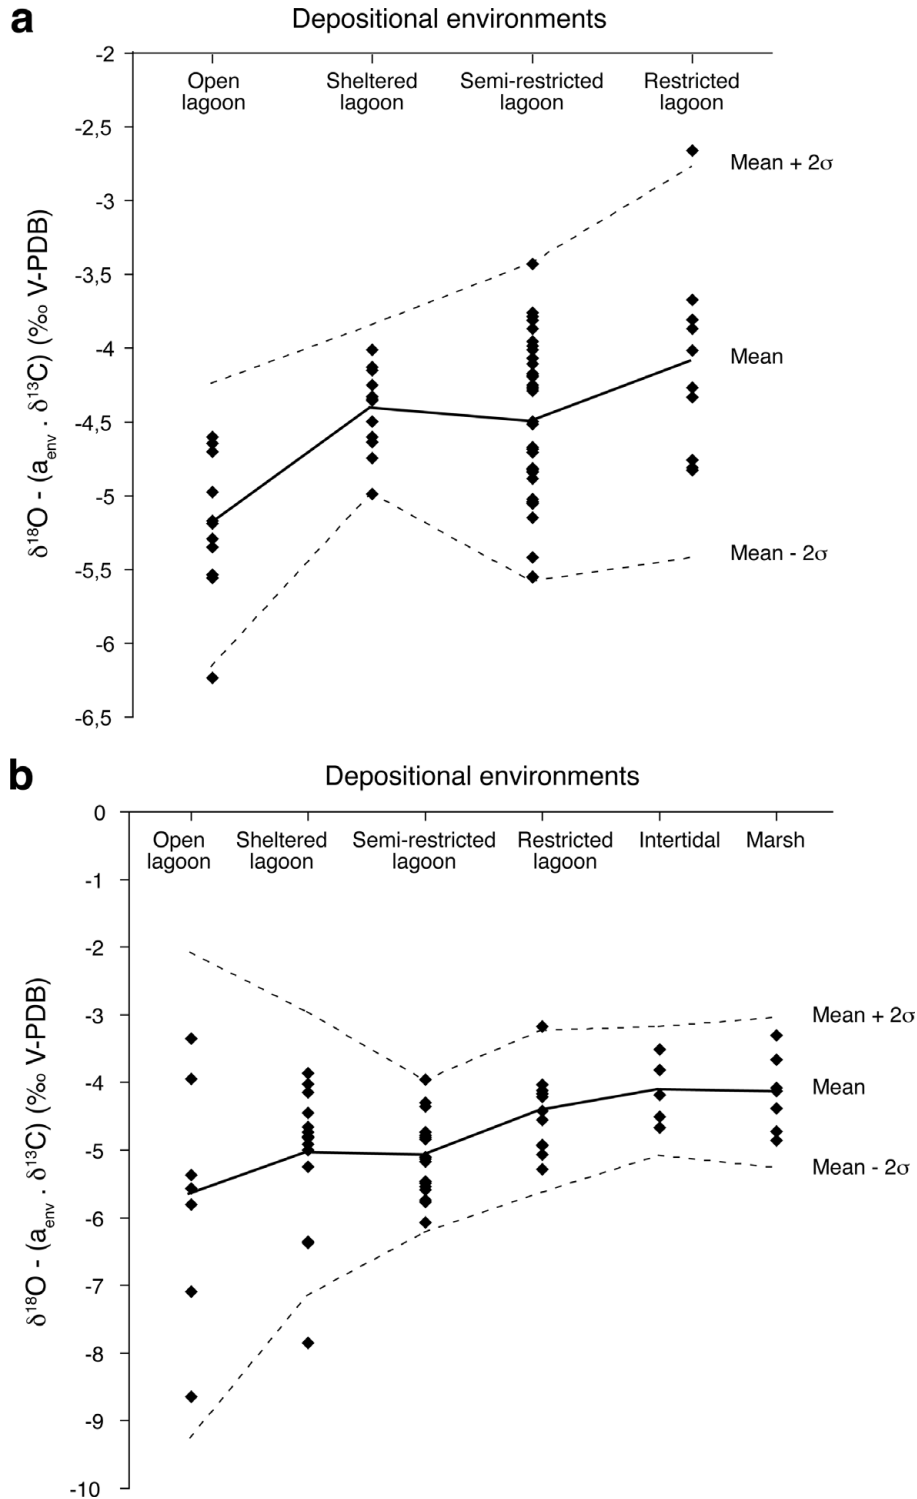 a
Depositional environments
-2
Open
lagoon
Sheltered
lagoon
Semi-restricted
lagoon
Restricted
lagoon
-2,5
-3
-3,5
-4
-4,5
-5
-5,5
-6
-6,5
δ18O - (aenv . δ13C) (‰ V-PDB)
Mean + 2σ
Mean
Mean - 2σ
b
Depositional environments
0
Open
lagoon
Sheltered
lagoon
Semi-restricted
lagoon
Restricted
lagoon
Intertidal
Marsh
-1
-2
-3
-4
-5
-6
-7
-8
-9
-10
δ18O - (aenv . δ13C) (‰ V-PDB)
Mean + 2σ
Mean
Mean - 2σ